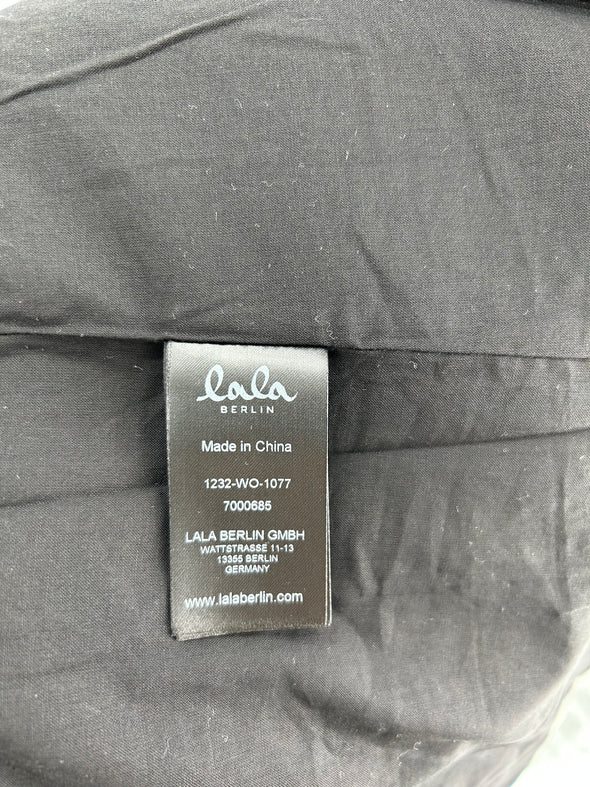 lala
BERLIN
Made in China
1232-WO-1077
7000685
LALA BERLIN GMBH
WATTSTRASSE 11-13
13355 BERLIN
GERMANY
www.lalaberlin.com